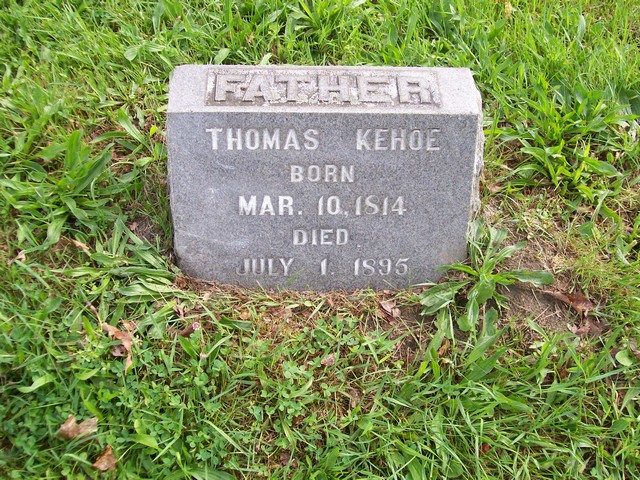 FATHER
THOMAS KEHOE
BORN
MAR. 10, 1814
DIED
JULY 1. 1895